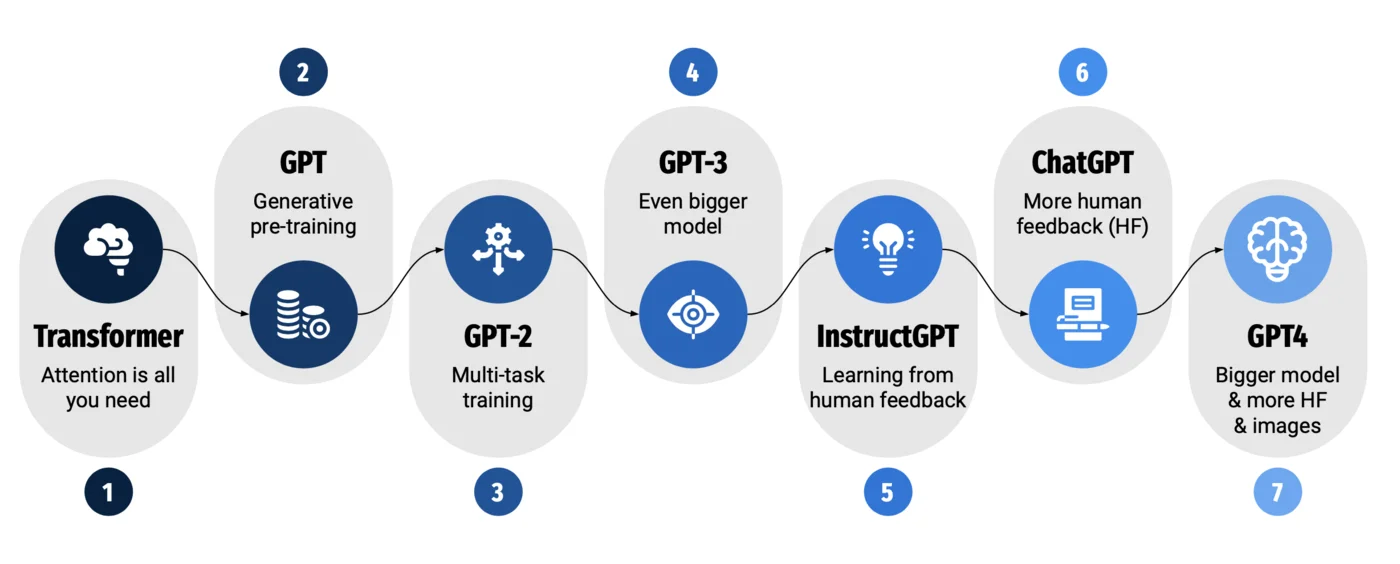 1
Transformer
Attention is all
you need
2
GPT
Generative
pre-training
3
GPT-2
Multi-task
training
4
GPT-3
Even bigger
model
5
InstructGPT
Learning from
human feedback
6
ChatGPT
More human
feedback (HF)
7
GPT4
Bigger model
& more HF
& images